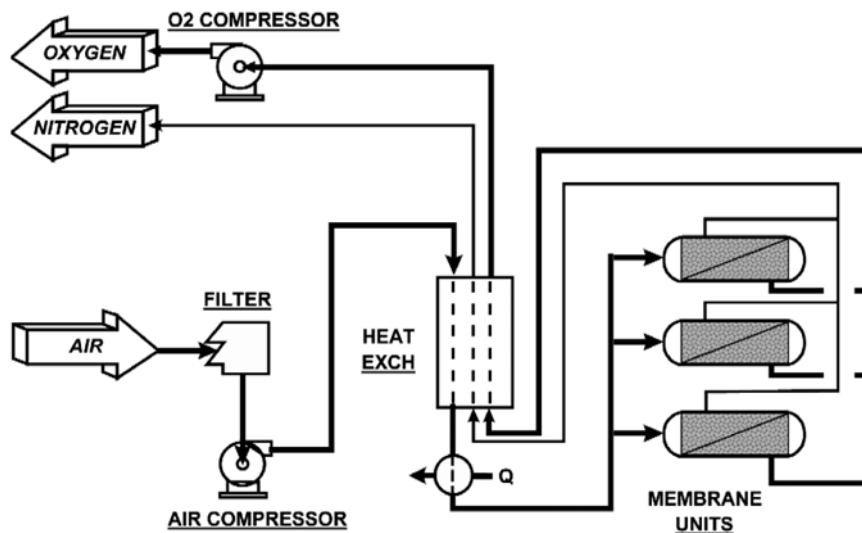 O2 COMPRESSOR
OXYGEN
NITROGEN
FILTER
AIR
HEAT
EXCH
Q
AIR COMPRESSOR
MEMBRANE
UNITS